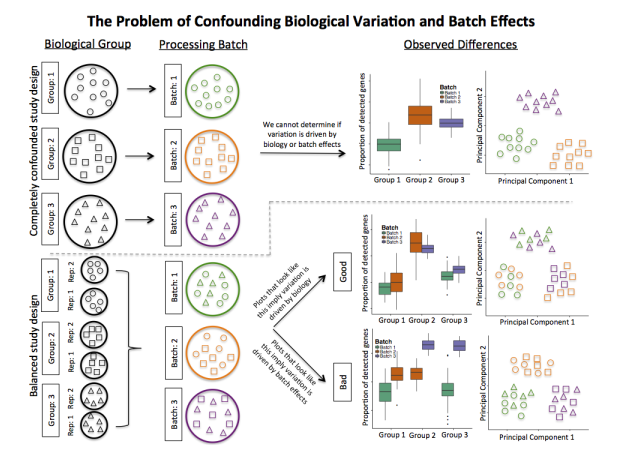 The Problem of Confounding Biological Variation and Batch Effects
Biological Group
Processing Batch
Observed Differences
Completely confounded study design
Group: 1
Group: 2
Group: 3
Batch: 1
Batch: 2
Batch: 3
We cannot determine if
variation is driven by
biology or batch effects
Proportion of detected genes
Batch
Batch 1
Batch 2
Batch 3
Group 1
Group 2
Group 3
Principal Component 2
Principal Component 1
Balanced study design
Group: 1
Group: 2
Group: 3
Rep: 2
Rep: 1
Rep: 2
Rep: 1
Rep: 2
Rep: 1
Batch: 1
Batch: 2
Batch: 3
Plots that look like
this imply variation is
driven by biology
Good
Plots that look like
this imply variation is
driven by batch effects
Bad
Proportion of detected genes
Batch
Batch 1
Batch 2
Batch 3
Group 1
Group 2
Group 3
Principal Component 2
Principal Component 1
Proportion of detected genes
Batch
Batch 1
Batch 2
Batch 3
Group 1
Group 2
Group 3
Principal Component 2
Principal Component 1